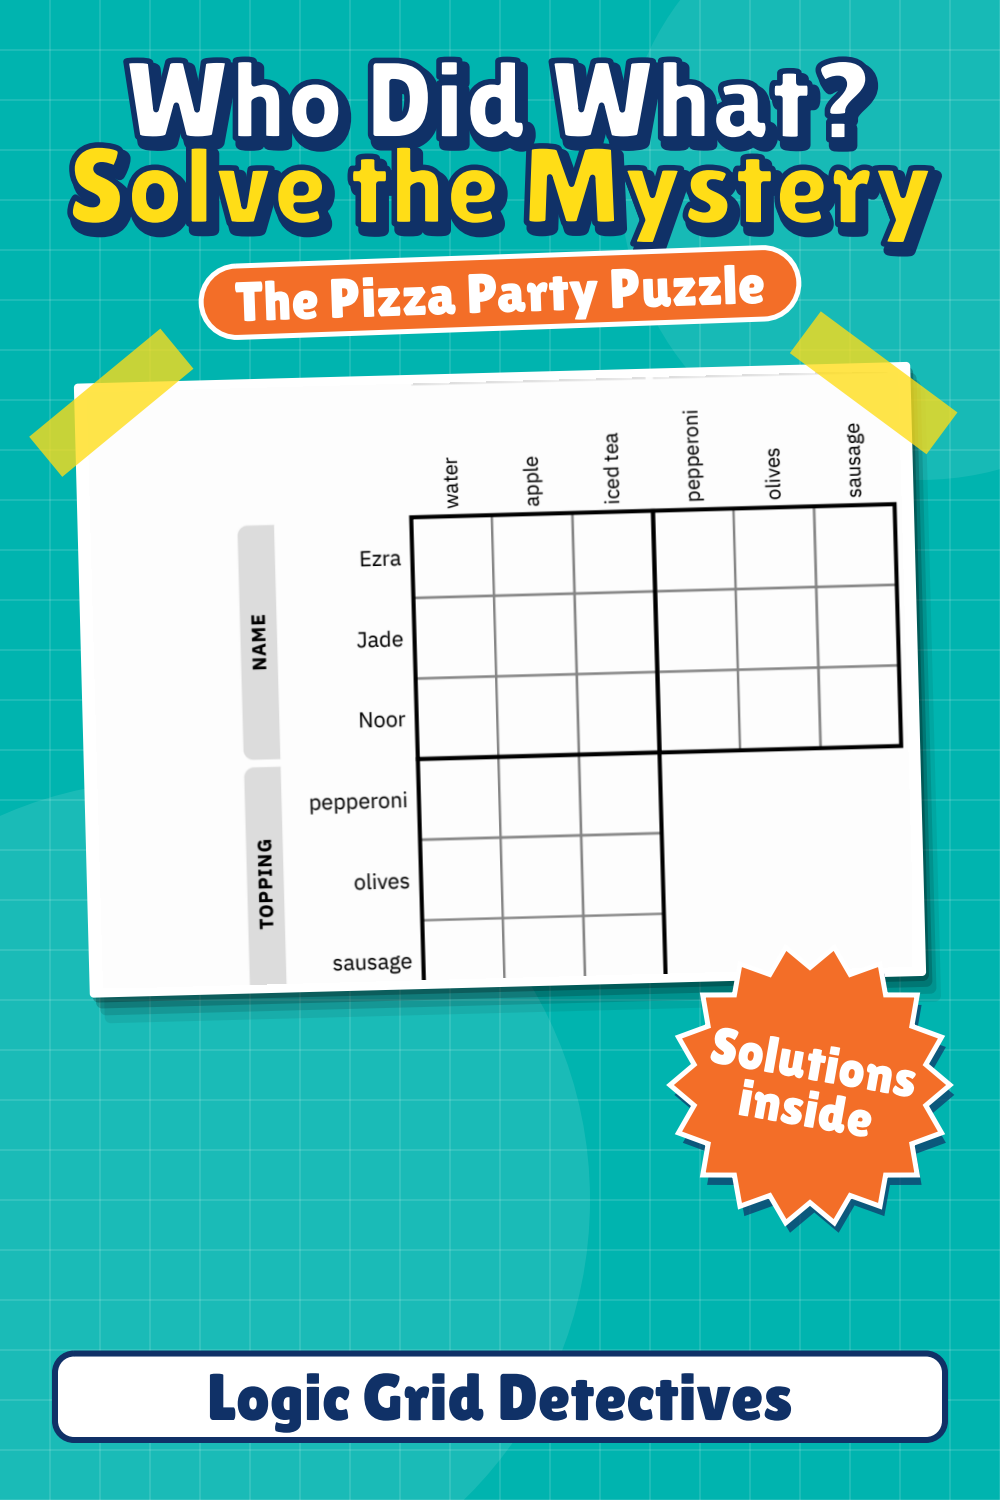 Who Did What?
Solve the Mystery
The Pizza Party Puzzle
water
apple
iced tea
pepperoni
olives
sausage
NAME
Ezra
Jade
Noor
TOPPING
pepperoni
olives
sausage
Solutions
inside
Logic Grid Detectives